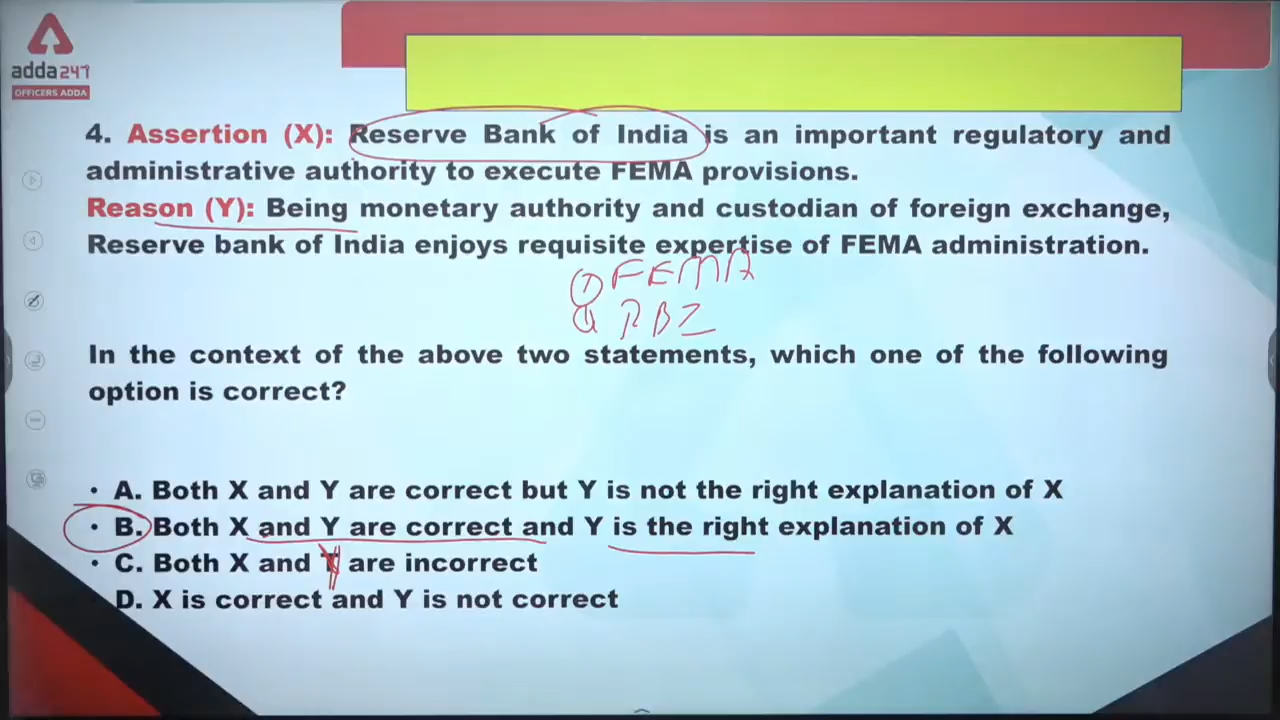 adda247
OFFICERS ADDA
4. Assertion (X): Reserve Bank of India is an important regulatory and
administrative authority to execute FEMA provisions.
Reason (Y): Being monetary authority and custodian of foreign exchange,
Reserve bank of India enjoys requisite expertise of FEMA administration.
FEMA
RBI
In the context of the above two statements, which one of the following
option is correct?
• A. Both X and Y are correct but Y is not the right explanation of X
• B. Both X and Y are correct and Y is the right explanation of X
• C. Both X and Y are incorrect
D. X is correct and Y is not correct